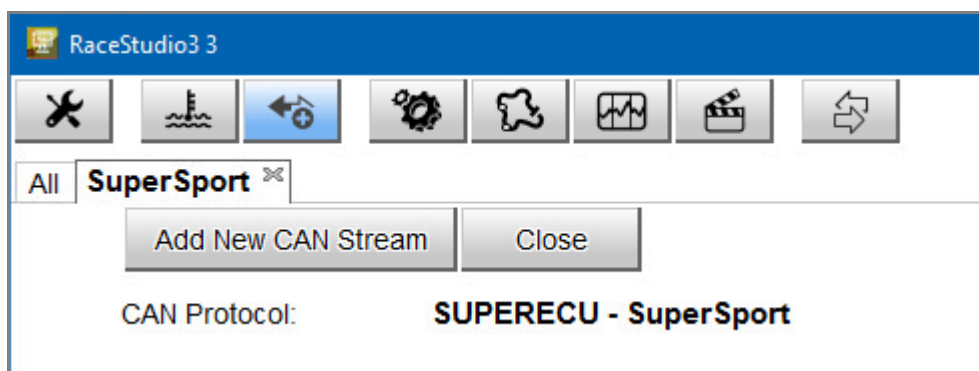 RaceStudio3 3
All SuperSport
Add New CAN Stream Close
CAN Protocol: SUPERECU - SuperSport